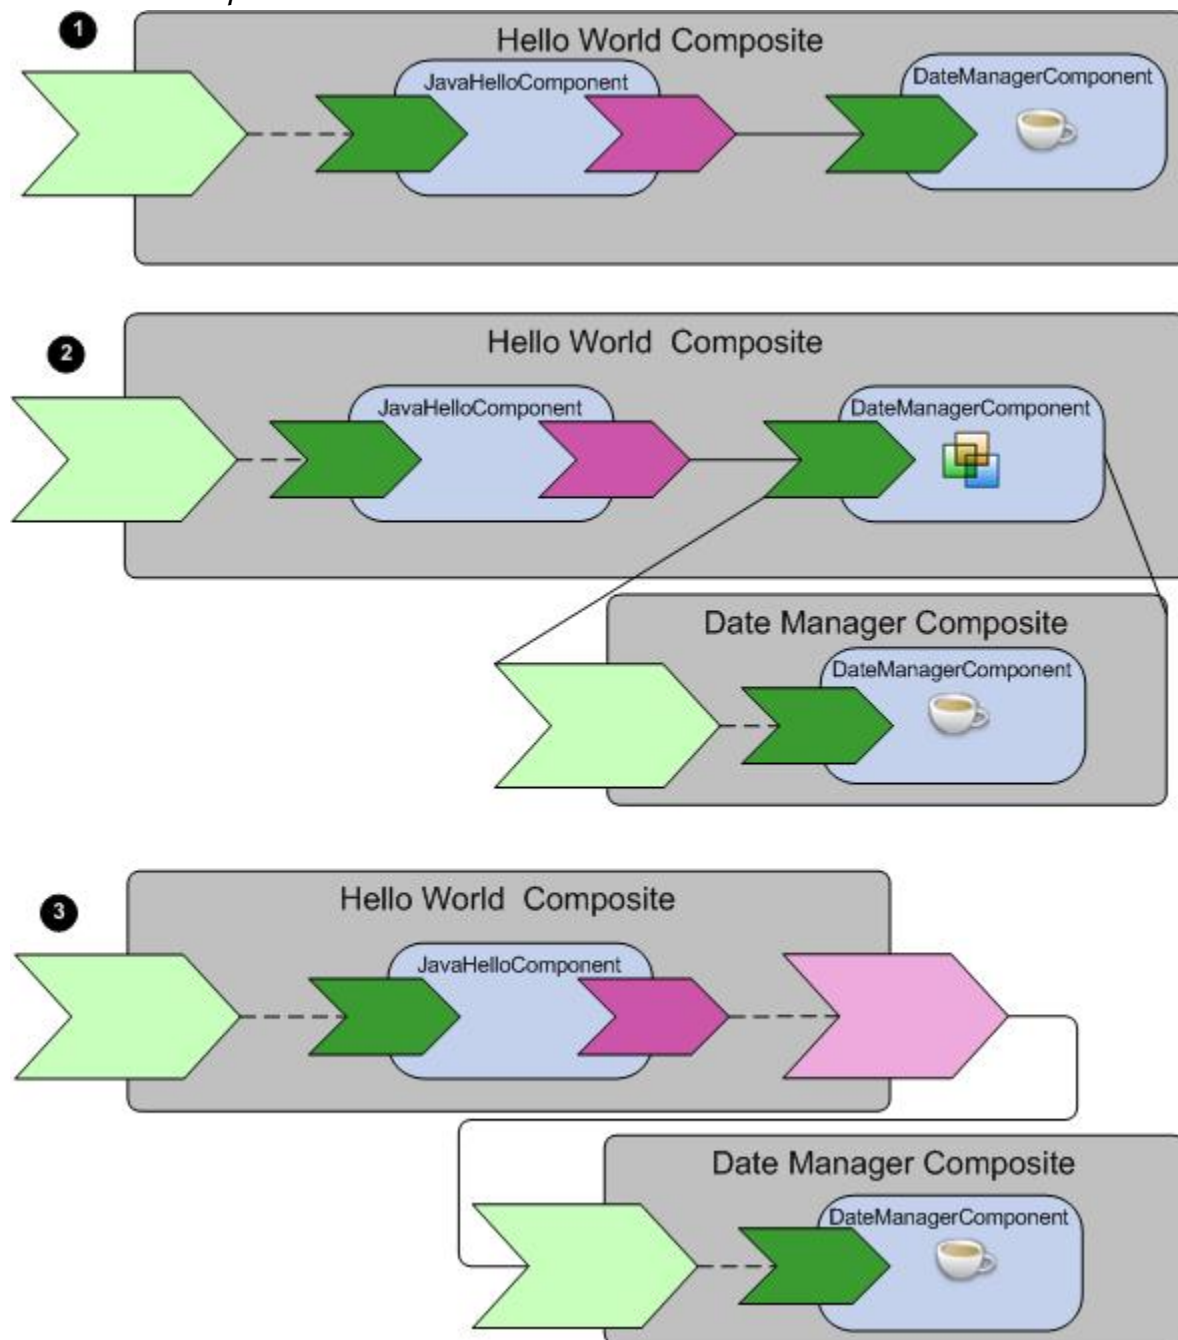 1
Hello World Composite
JavaHelloComponent
DateManagerComponent
2
Hello World Composite
JavaHelloComponent
DateManagerComponent
Date Manager Composite
DateManagerComponent
3
Hello World Composite
JavaHelloComponent
Date Manager Composite
DateManagerComponent